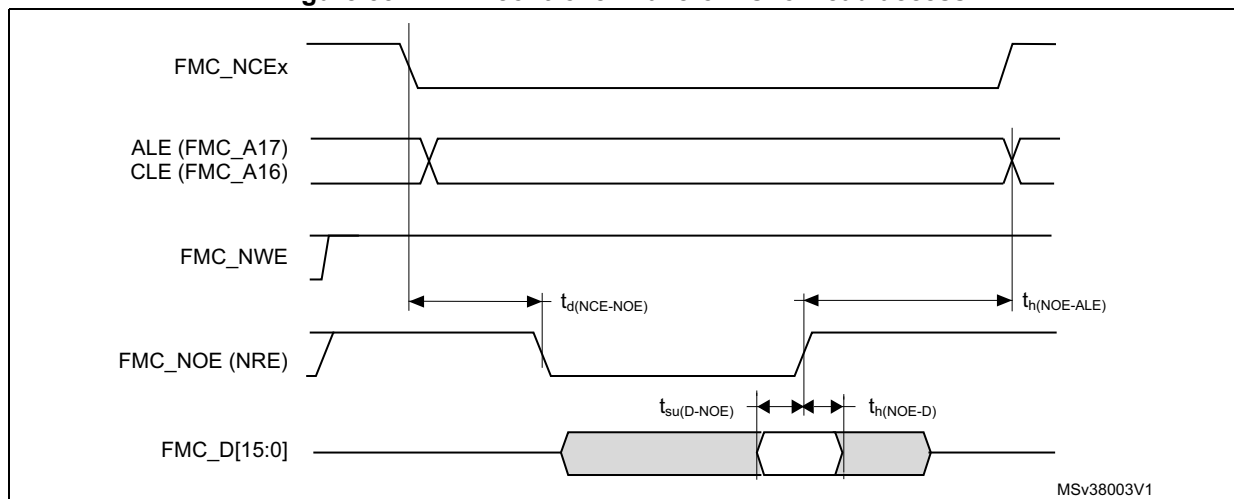 FMC_NCEx
ALE (FMC_A17)
CLE (FMC_A16)
FMC_NWE
td(NCE-NOE)
th(NOE-ALE)
FMC_NOE (NRE)
tsu(D-NOE)
th(NOE-D)
FMC_D[15:0]
MSv38003V1